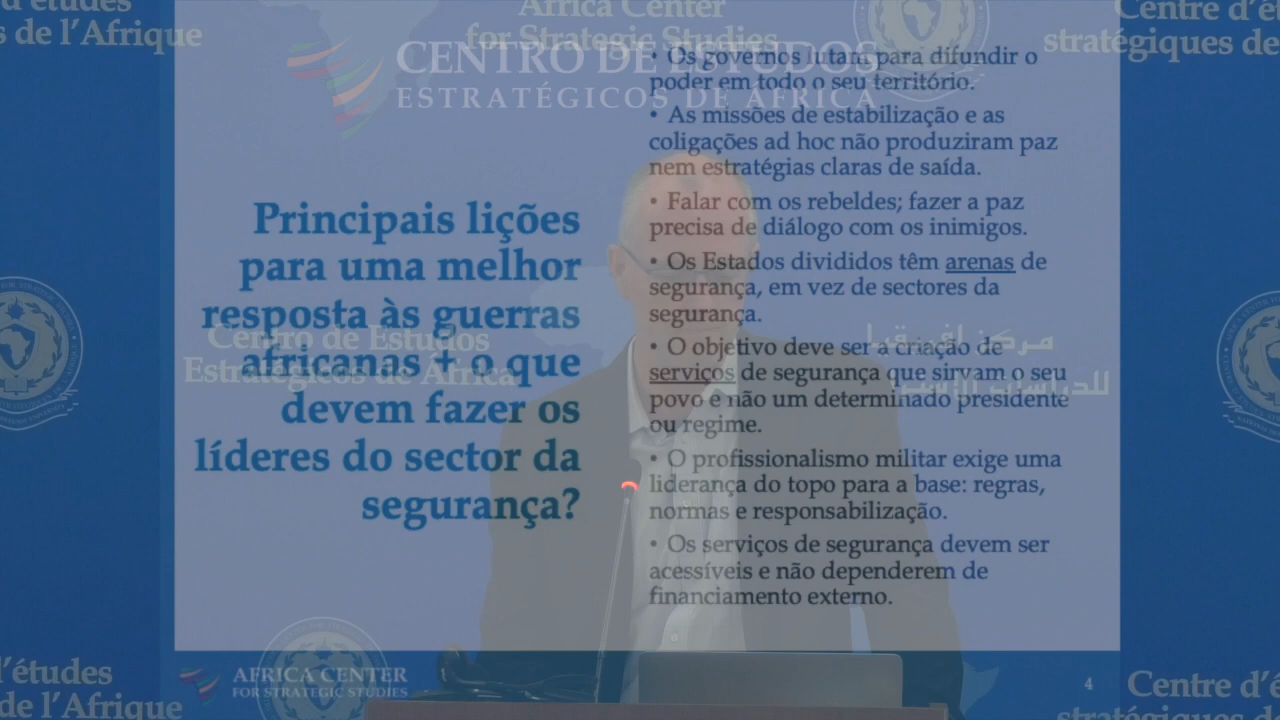 d'études
s de l'Afrique
Africa Center
for Strategic Studies
Centre d'é
stratégiques de
CENTRO DE ESTUDOS
ESTRATÉGICOS DE ÁFRICA
Principais lições
para uma melhor
resposta às guerras
africanas + o que
devem fazer os
líderes do sector da
segurança?
• Os governos lutam para difundir o
poder em todo o seu território.
• As missões de estabilização e as
coligações ad hoc não produziram paz
nem estratégias claras de saída.
• Falar com os rebeldes; fazer a paz
precisa de diálogo com os inimigos.
• Os Estados divididos têm arenas de
segurança, em vez de sectores da
segurança.
• O objetivo deve ser a criação de
serviços de segurança que sirvam o seu
povo e não um determinado presidente
ou regime.
• O profissionalismo militar exige uma
liderança do topo para a base: regras,
normas e responsabilização.
• Os serviços de segurança devem ser
acessíveis e não dependerem de
financiamento externo.
Centro de Estudos
Estratégicos de África
مركز إفريقيا
l'études
de l'Afrique
AFRICA CENTER
FOR STRATEGIC STUDIES
4
Centre d'é